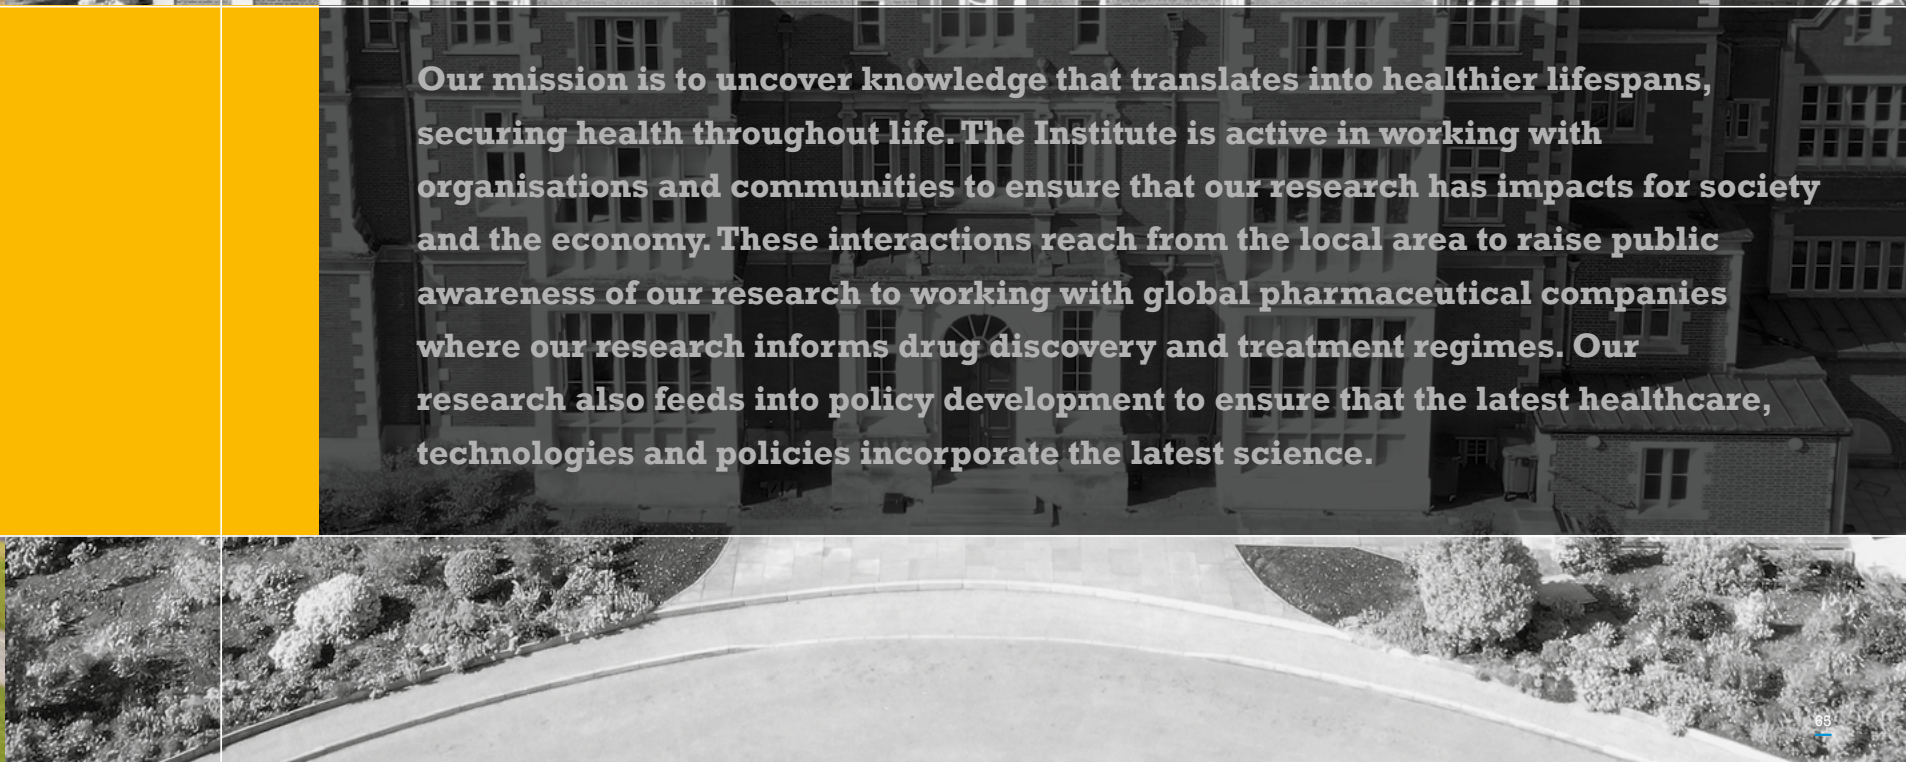 Our mission is to uncover knowledge that translates into healthier lifespans,
securing health throughout life. The Institute is active in working with
organisations and communities to ensure that our research has impacts for society
and the economy. These interactions reach from the local area to raise public
awareness of our research to working with global pharmaceutical companies
where our research informs drug discovery and treatment regimes. Our
research also feeds into policy development to ensure that the latest healthcare,
technologies and policies incorporate the latest science.
65